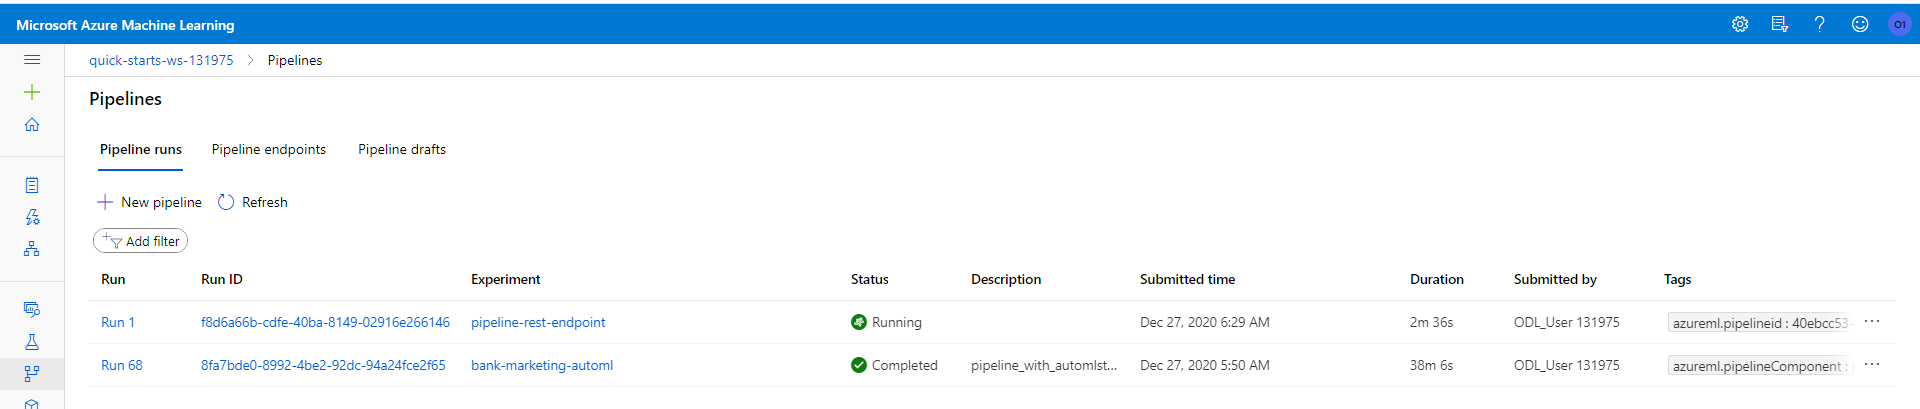 Microsoft Azure Machine Learning
O1
quick-starts-ws-131975 > Pipelines
Pipelines
Pipeline runs Pipeline endpoints Pipeline drafts
New pipeline Refresh
Add filter
Run Run ID Experiment Status Description Submitted time Duration Submitted by Tags
Run 1 f8d6a66b-cdfe-40ba-8149-02916e266146 pipeline-rest-endpoint Running Dec 27, 2020 6:29 AM 2m 36s ODL_User 131975 azureml.pipelineid : 40ebcc53- ...
Run 68 8fa7bde0-8992-4be2-92dc-94a24fce2f65 bank-marketing-automl Completed pipeline_with_automlst... Dec 27, 2020 5:50 AM 38m 6s ODL_User 131975 azureml.pipelineComponent : ...